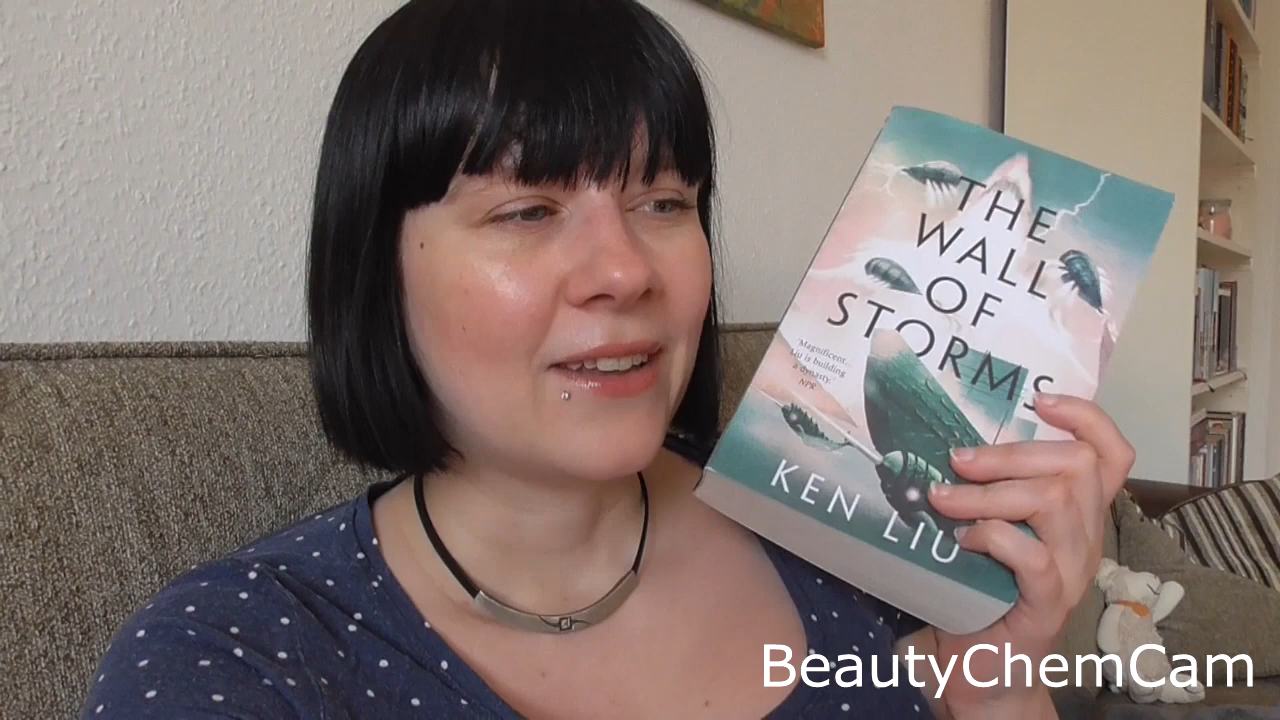 THE
WALL
OF
STORMS
'Magnificent...
Liu is building
a dynasty.'
NPR
KEN LIU
BeautyChemCam